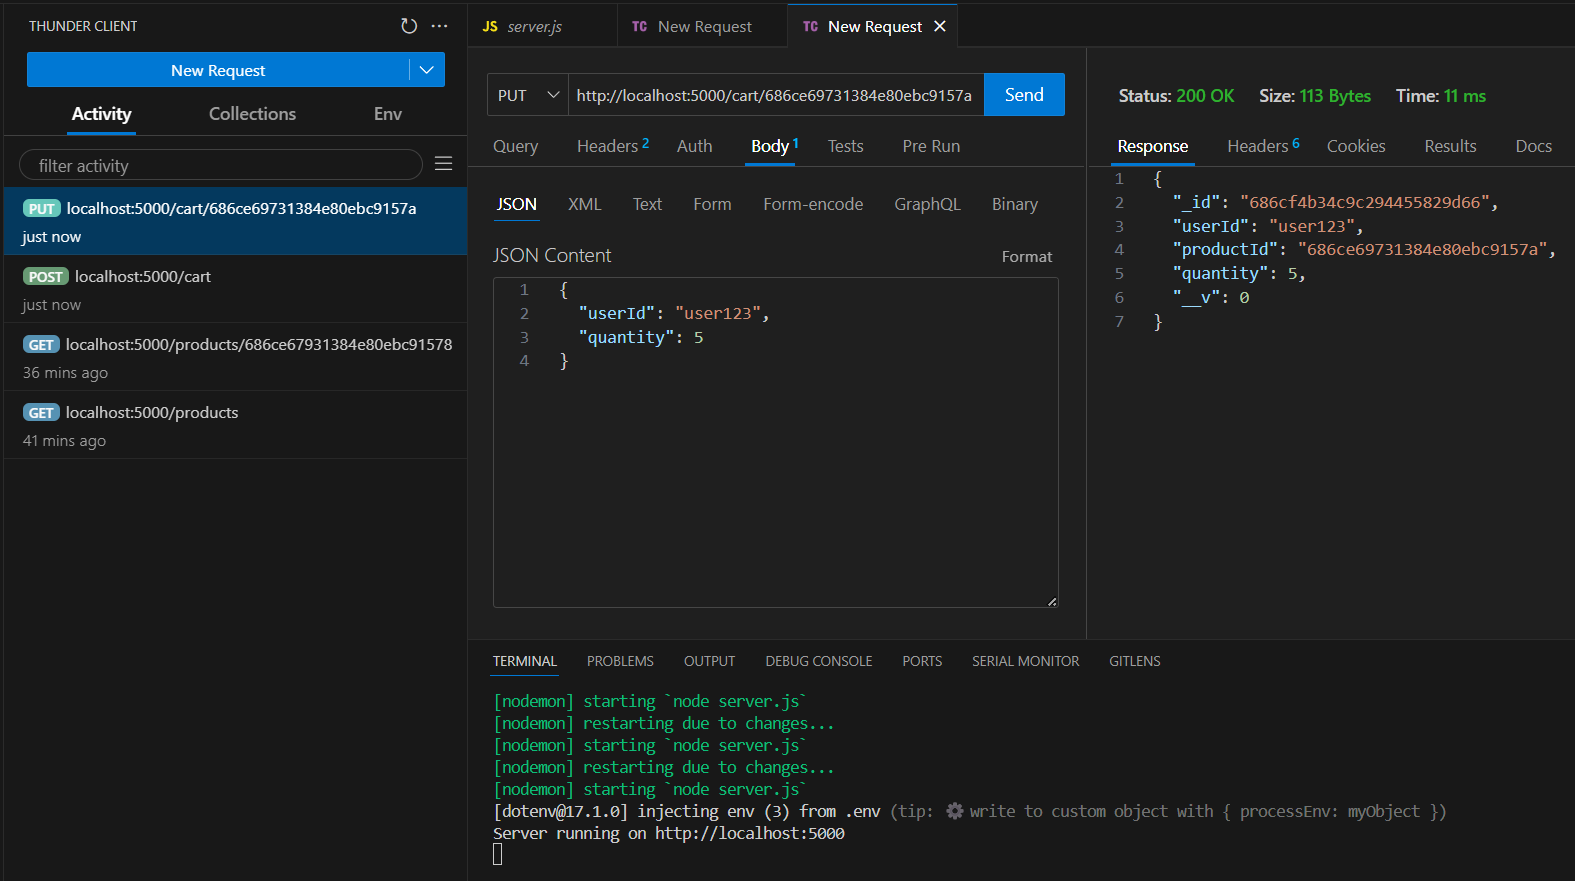 THUNDER CLIENT
New Request
Activity Collections Env
filter activity
PUT localhost:5000/cart/686ce69731384e80ebc9157a
just now
POST localhost:5000/cart
just now
GET localhost:5000/products/686ce67931384e80ebc91578
36 mins ago
GET localhost:5000/products
41 mins ago
JS server.js TC New Request TC New Request
PUT http://localhost:5000/cart/686ce69731384e80ebc9157a Send
Query Headers 2 Auth Body 1 Tests Pre Run
JSON XML Text Form Form-encode GraphQL Binary
JSON Content Format
1 {
2 "userId": "user123",
3 "quantity": 5
4 }
Status: 200 OK Size: 113 Bytes Time: 11 ms
Response Headers 6 Cookies Results Docs
1 {
2 "_id": "686cf4b34c9c294455829d66",
3 "userId": "user123",
4 "productId": "686ce69731384e80ebc9157a",
5 "quantity": 5,
6 "__v": 0
7 }
TERMINAL PROBLEMS OUTPUT DEBUG CONSOLE PORTS SERIAL MONITOR GITLENS
[nodemon] starting `node server.js`
[nodemon] restarting due to changes...
[nodemon] starting `node server.js`
[nodemon] restarting due to changes...
[nodemon] starting `node server.js`
[dotenv@17.1.0] injecting env (3) from .env (tip: ⚙ write to custom object with { processEnv: myObject })
Server running on http://localhost:5000